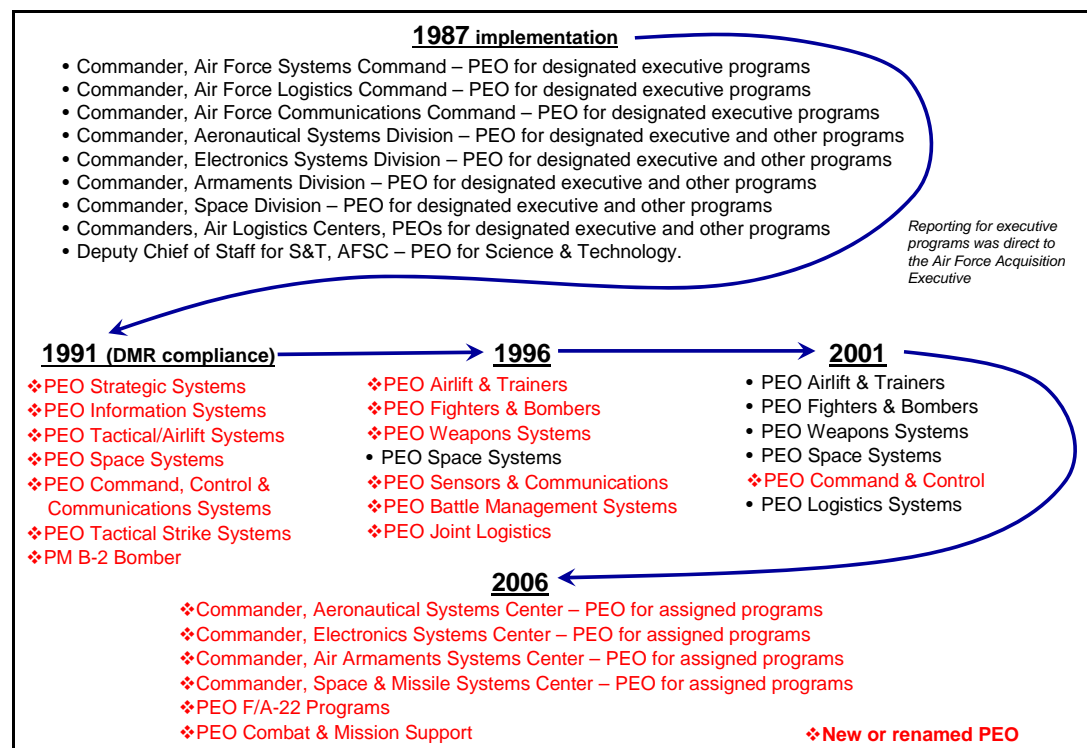 1987 implementation
• Commander, Air Force Systems Command – PEO for designated executive programs
• Commander, Air Force Logistics Command – PEO for designated executive programs
• Commander, Air Force Communications Command – PEO for designated executive programs
• Commander, Aeronautical Systems Division – PEO for designated executive and other programs
• Commander, Electronics Systems Division – PEO for designated executive and other programs
• Commander, Armaments Division – PEO for designated executive and other programs
• Commander, Space Division – PEO for designated executive and other programs
• Commanders, Air Logistics Centers, PEOs for designated executive and other programs
• Deputy Chief of Staff for S&T, AFSC – PEO for Science & Technology.
Reporting for executive
programs was direct to
the Air Force Acquisition
Executive
1991 (DMR compliance)
❖PEO Strategic Systems
❖PEO Information Systems
❖PEO Tactical/Airlift Systems
❖PEO Space Systems
❖PEO Command, Control &
Communications Systems
❖PEO Tactical Strike Systems
❖PM B-2 Bomber
1996
❖PEO Airlift & Trainers
❖PEO Fighters & Bombers
❖PEO Weapons Systems
• PEO Space Systems
❖PEO Sensors & Communications
❖PEO Battle Management Systems
❖PEO Joint Logistics
2001
• PEO Airlift & Trainers
• PEO Fighters & Bombers
• PEO Weapons Systems
• PEO Space Systems
❖PEO Command & Control
• PEO Logistics Systems
2006
❖Commander, Aeronautical Systems Center – PEO for assigned programs
❖Commander, Electronics Systems Center – PEO for assigned programs
❖Commander, Air Armaments Systems Center – PEO for assigned programs
❖Commander, Space & Missile Systems Center – PEO for assigned programs
❖PEO F/A-22 Programs
❖PEO Combat & Mission Support
❖New or renamed PEO